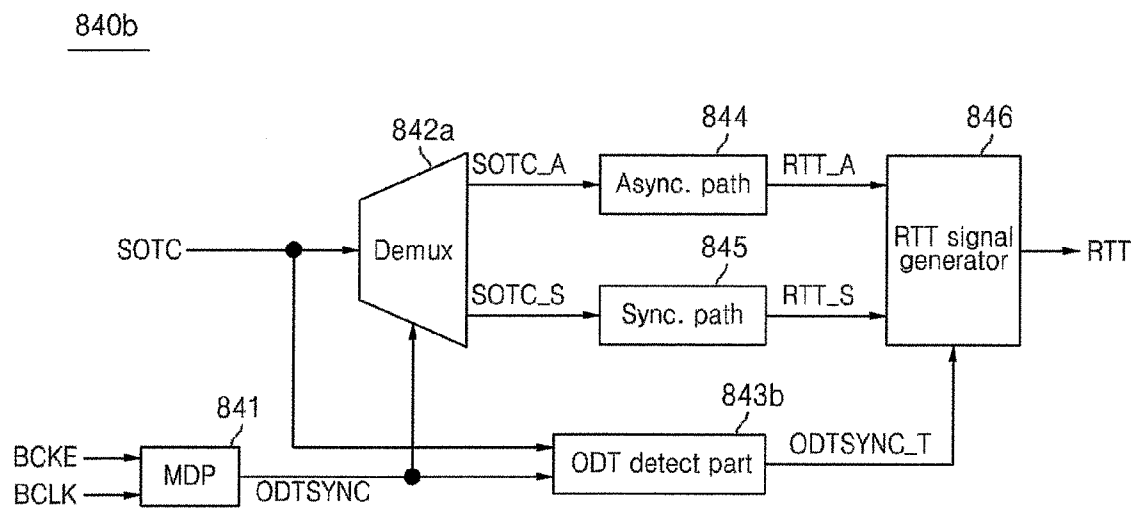 840b
842a
844
846
SOTC_A
RTT_A
Async. path
SOTC
Demux
RTT signal
generator
RTT
845
SOTC_S
RTT_S
Sync. path
841
843b
BCKE
BCLK
MDP
ODTSYNC
ODT detect part
ODTSYNC_T